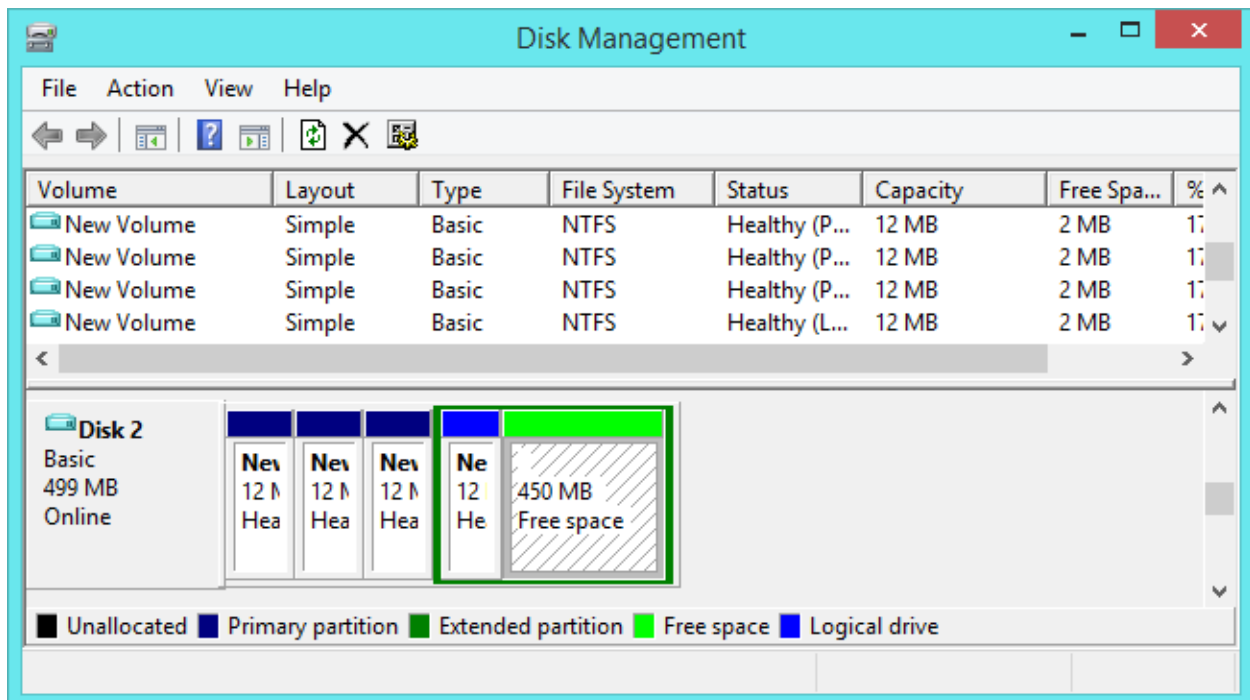 Disk Management
File Action View Help
Volume Layout Type File System Status Capacity Free Spa... %
New Volume Simple Basic NTFS Healthy (P... 12 MB 2 MB 17
New Volume Simple Basic NTFS Healthy (P... 12 MB 2 MB 17
New Volume Simple Basic NTFS Healthy (P... 12 MB 2 MB 17
New Volume Simple Basic NTFS Healthy (L... 12 MB 2 MB 17
Disk 2
Basic
499 MB
Online
Nev Nev Nev Ne
12 M 12 M 12 M 12 450 MB
Hea Hea Hea He Free space
Unallocated Primary partition Extended partition Free space Logical drive